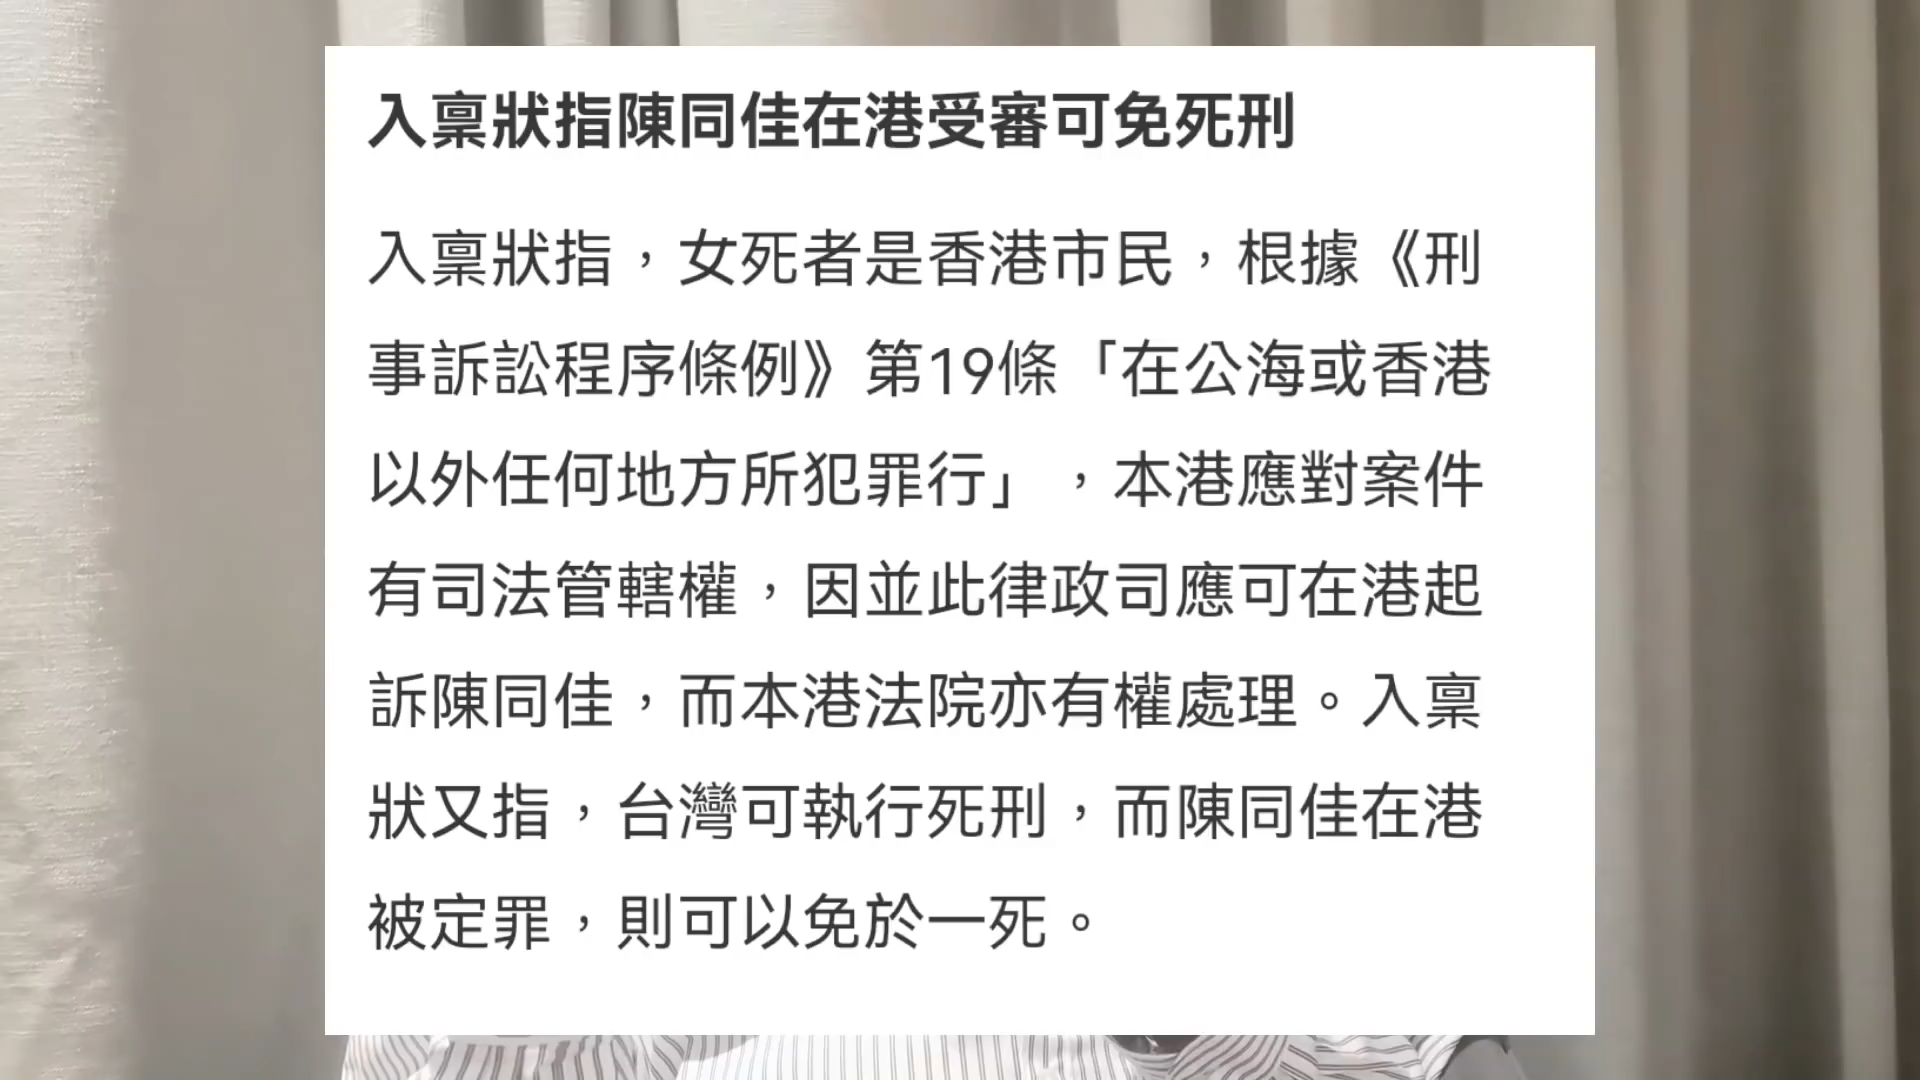 入稟狀指陳同佳在港受審可免死刑
入稟狀指，女死者是香港市民，根據《刑
事訴訟程序條例》第19條「在公海或香港
以外任何地方所犯罪行」，本港應對案件
有司法管轄權，因並此律政司應可在港起
訴陳同佳，而本港法院亦有權處理。入稟
狀又指，台灣可執行死刑，而陳同佳在港
被定罪，則可以免於一死。